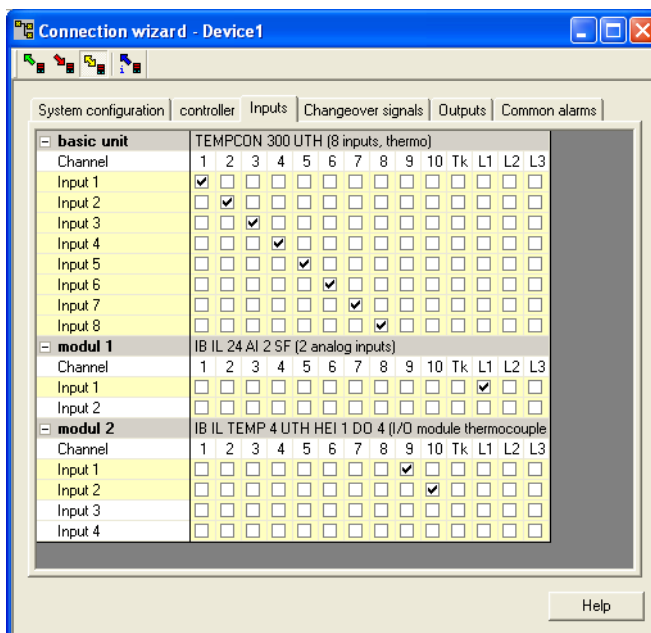 Connection wizard - Device1
System configuration controller Inputs Changeover signals Outputs Common alarms
basic unit TEMPCON 300 UTH (8 inputs, thermo)
Channel 1 2 3 4 5 6 7 8 9 10 Tk L1 L2 L3
Input 1
Input 2
Input 3
Input 4
Input 5
Input 6
Input 7
Input 8
modul 1 IB IL 24 AI 2 SF (2 analog inputs)
Channel 1 2 3 4 5 6 7 8 9 10 Tk L1 L2 L3
Input 1
Input 2
modul 2 IB IL TEMP 4 UTH HEI 1 DO 4 (I/O module thermocouple
Channel 1 2 3 4 5 6 7 8 9 10 Tk L1 L2 L3
Input 1
Input 2
Input 3
Input 4
Help